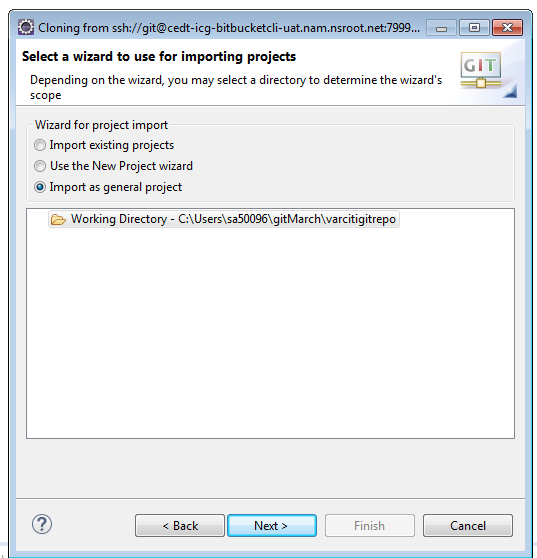 Cloning from ssh://git@cedt-icg-bitbucketcli-uat.nam.nsroot.net:7999...
Select a wizard to use for importing projects
Depending on the wizard, you may select a directory to determine the wizard's
scope
GIT
Wizard for project import
Import existing projects
Use the New Project wizard
Import as general project
Working Directory - C:\Users\sa50096\gitMarch\varcitigitrepo
?
< Back
Next >
Finish
Cancel